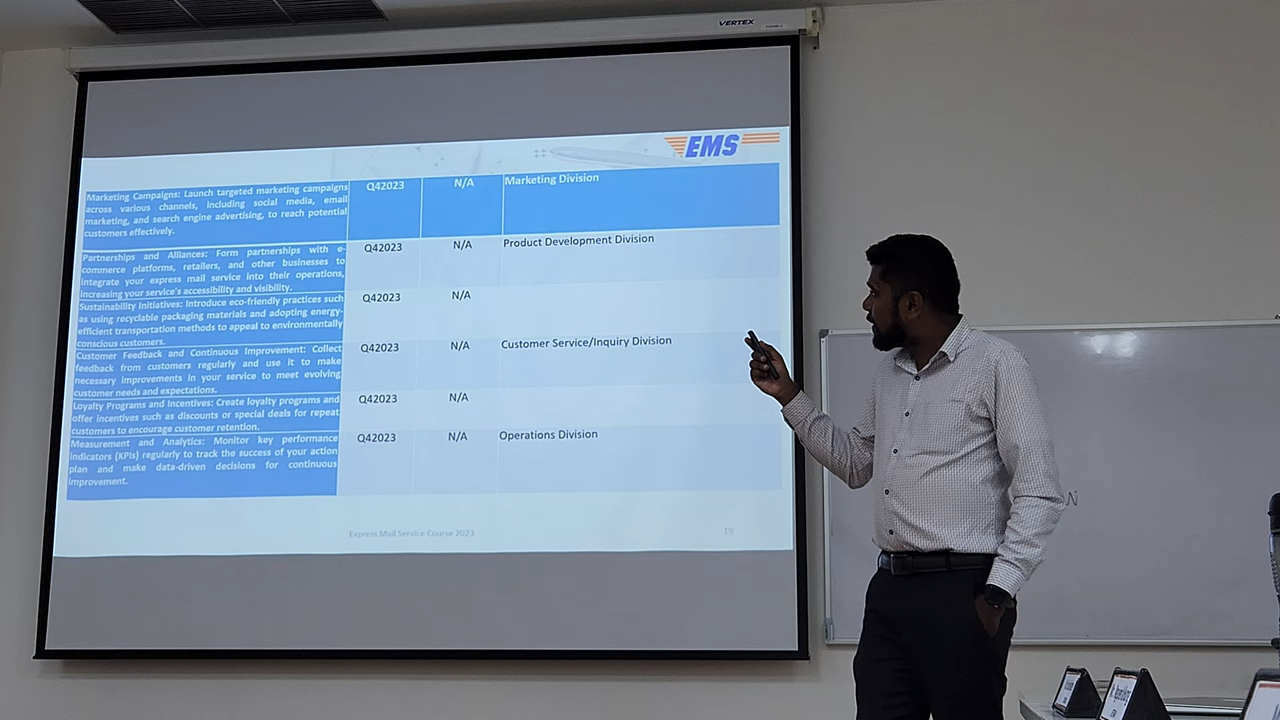 VERTEX
EMS
Marketing Campaigns: Launch targeted marketing campaigns
across various channels, including social media, email
marketing, and search engine advertising, to reach potential
customers effectively.
Q42023
N/A
Marketing Division
Partnerships and Alliances: Form partnerships with e-
commerce platforms, retailers, and other businesses to
integrate your express mail service into their operations,
increasing your service's accessibility and visibility.
Q42023
N/A
Product Development Division
Sustainability Initiatives: Introduce eco-friendly practices such
as using recyclable packaging materials and adopting energy-
efficient transportation methods to appeal to environmentally
conscious customers.
Q42023
N/A
Customer Feedback and Continuous Improvement: Collect
feedback from customers regularly and use it to make
necessary improvements in your service to meet evolving
customer needs and expectations.
Q42023
N/A
Customer Service/Inquiry Division
Loyalty Programs and Incentives: Create loyalty programs and
offer incentives such as discounts or special deals for repeat
customers to encourage customer retention.
Q42023
N/A
Measurement and Analytics: Monitor key performance
indicators (KPIs) regularly to track the success of your action
plan and make data-driven decisions for continuous
improvement.
Q42023
N/A
Operations Division
Express Mail Service Course 2023
19
N